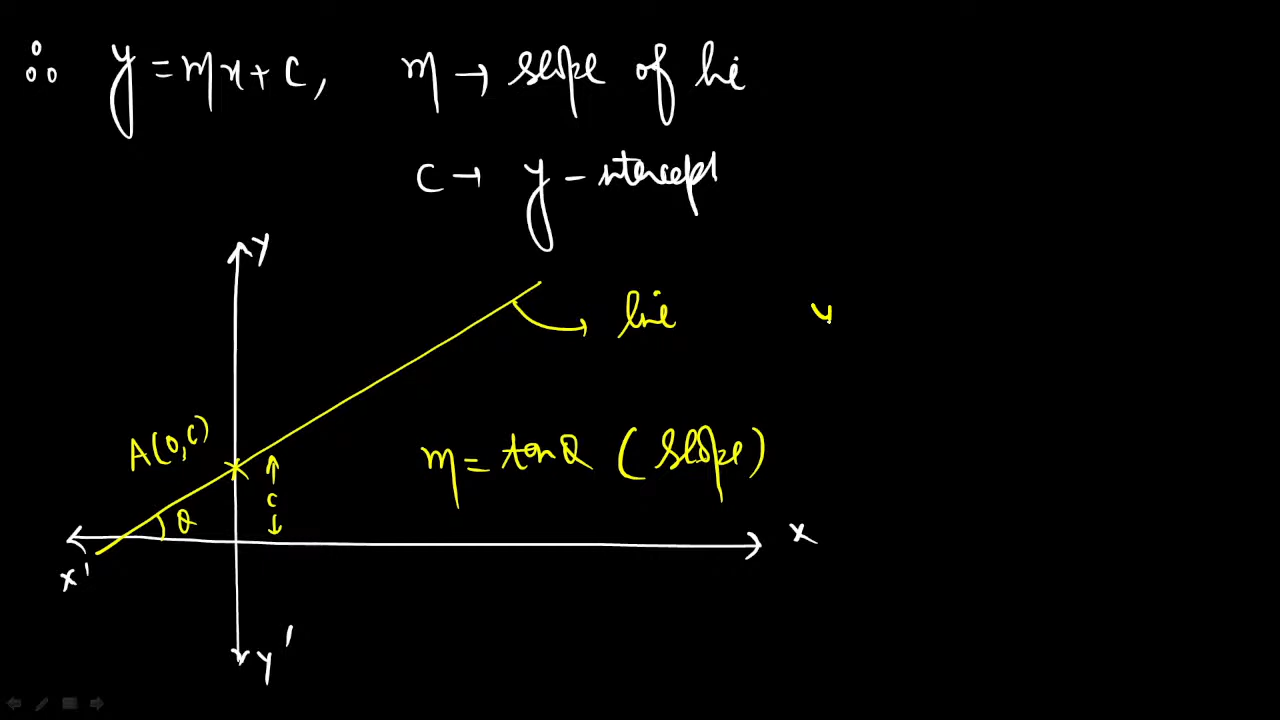 ∴ y = mx + c, m → slope of line
c → y - intercept
y
line
y
A(0,c)
m = tanθ (slope)
c
θ
x
x'
y'